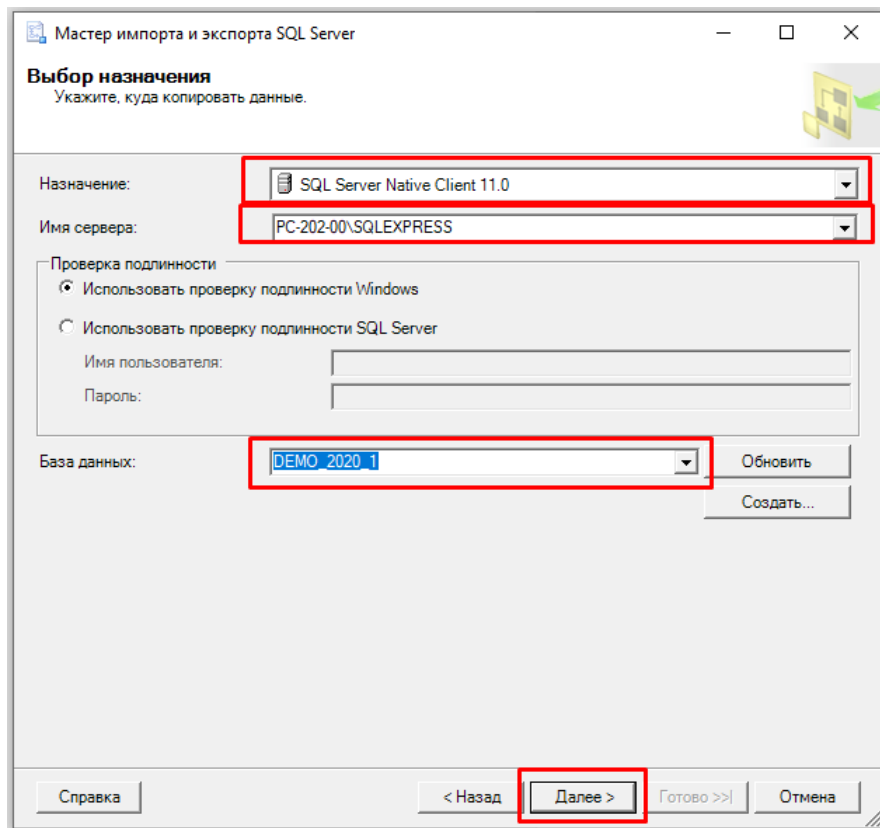 Мастер импорта и экспорта SQL Server
Выбор назначения
Укажите, куда копировать данные.
Назначение: SQL Server Native Client 11.0
Имя сервера: PC-202-00\SQLEXPRESS
Проверка подлинности
Использовать проверку подлинности Windows
Использовать проверку подлинности SQL Server
Имя пользователя:
Пароль:
База данных: DEMO_2020_1 Обновить
Создать...
Справка < Назад Далее > Готово >>| Отмена